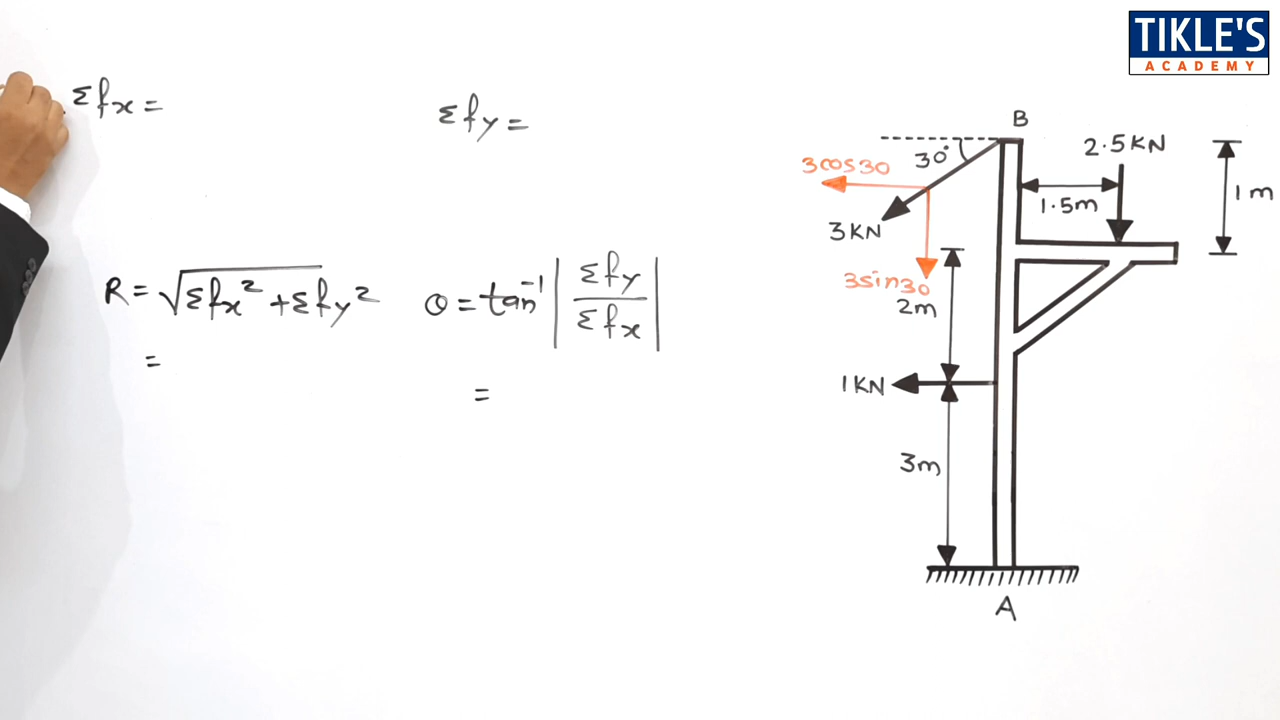 TIKLE'S
ACADEMY
Σfx =
Σfy =
R = √Σfx² + Σfy²
=
θ = tan⁻¹ |Σfy / Σfx|
=
B
30°
2.5KN
3cos30
1.5m
1m
3KN
3sin30
2m
1KN
3m
A